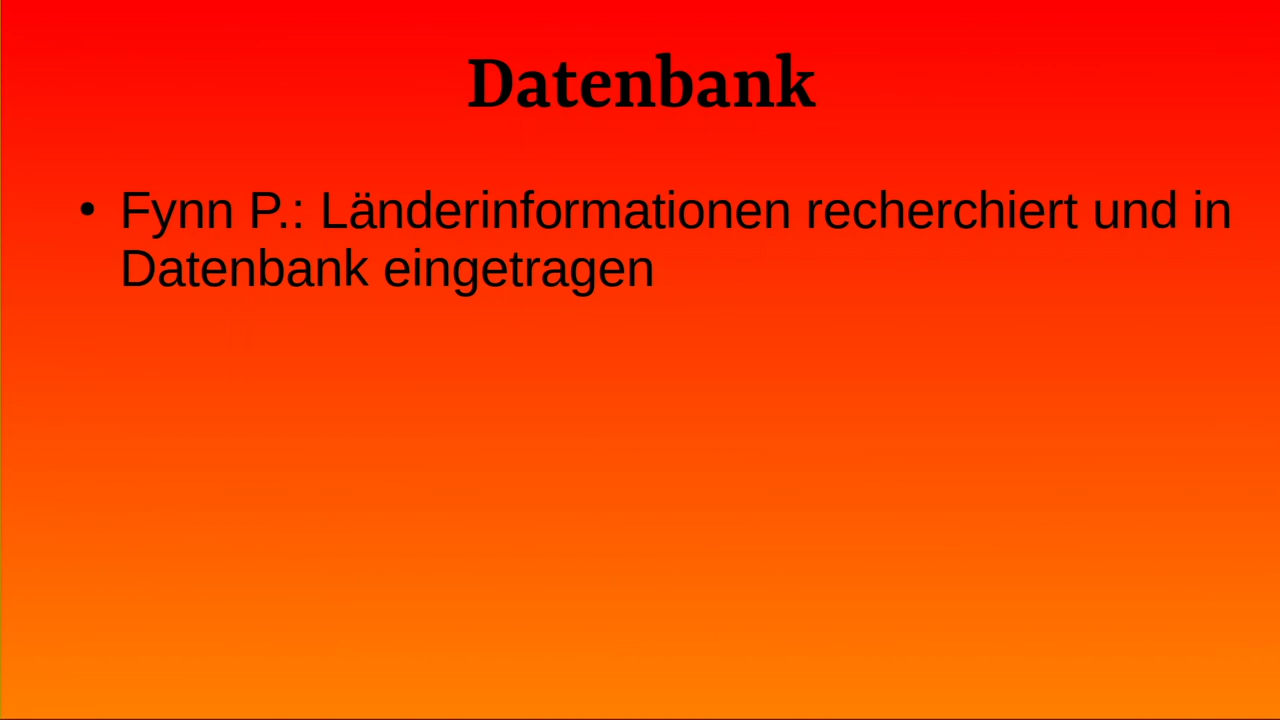 Datenbank
• Fynn P.: Länderinformationen recherchiert und in
Datenbank eingetragen